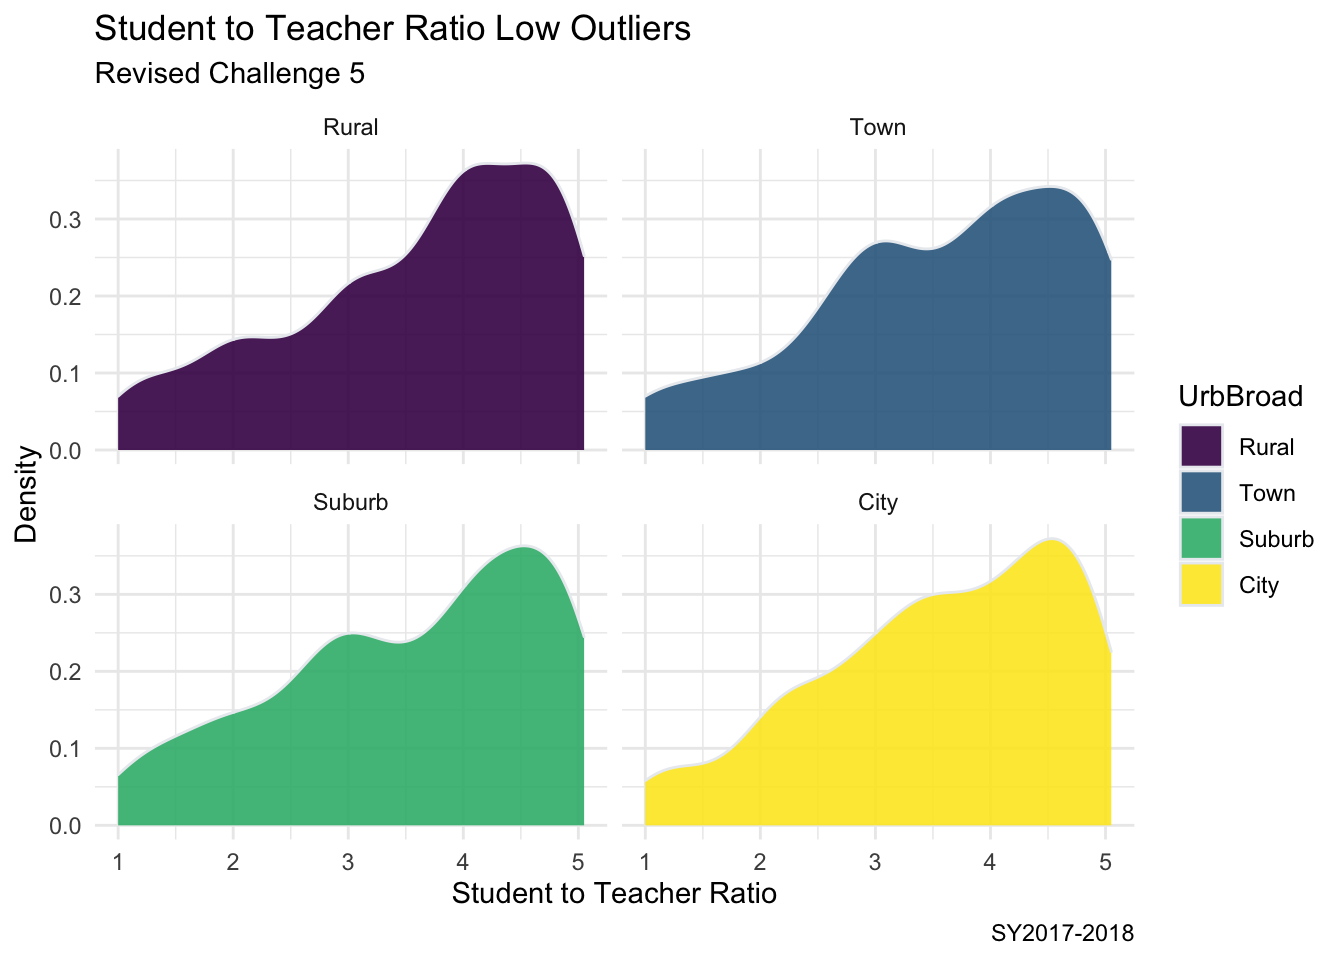 Student to Teacher Ratio Low Outliers
Revised Challenge 5
Rural
Town
0.3
0.2
0.1
0.0
Density
Suburb
City
0.3
0.2
0.1
0.0
1 2 3 4 5
1 2 3 4 5
Student to Teacher Ratio
SY2017-2018
UrbBroad
Rural
Town
Suburb
City